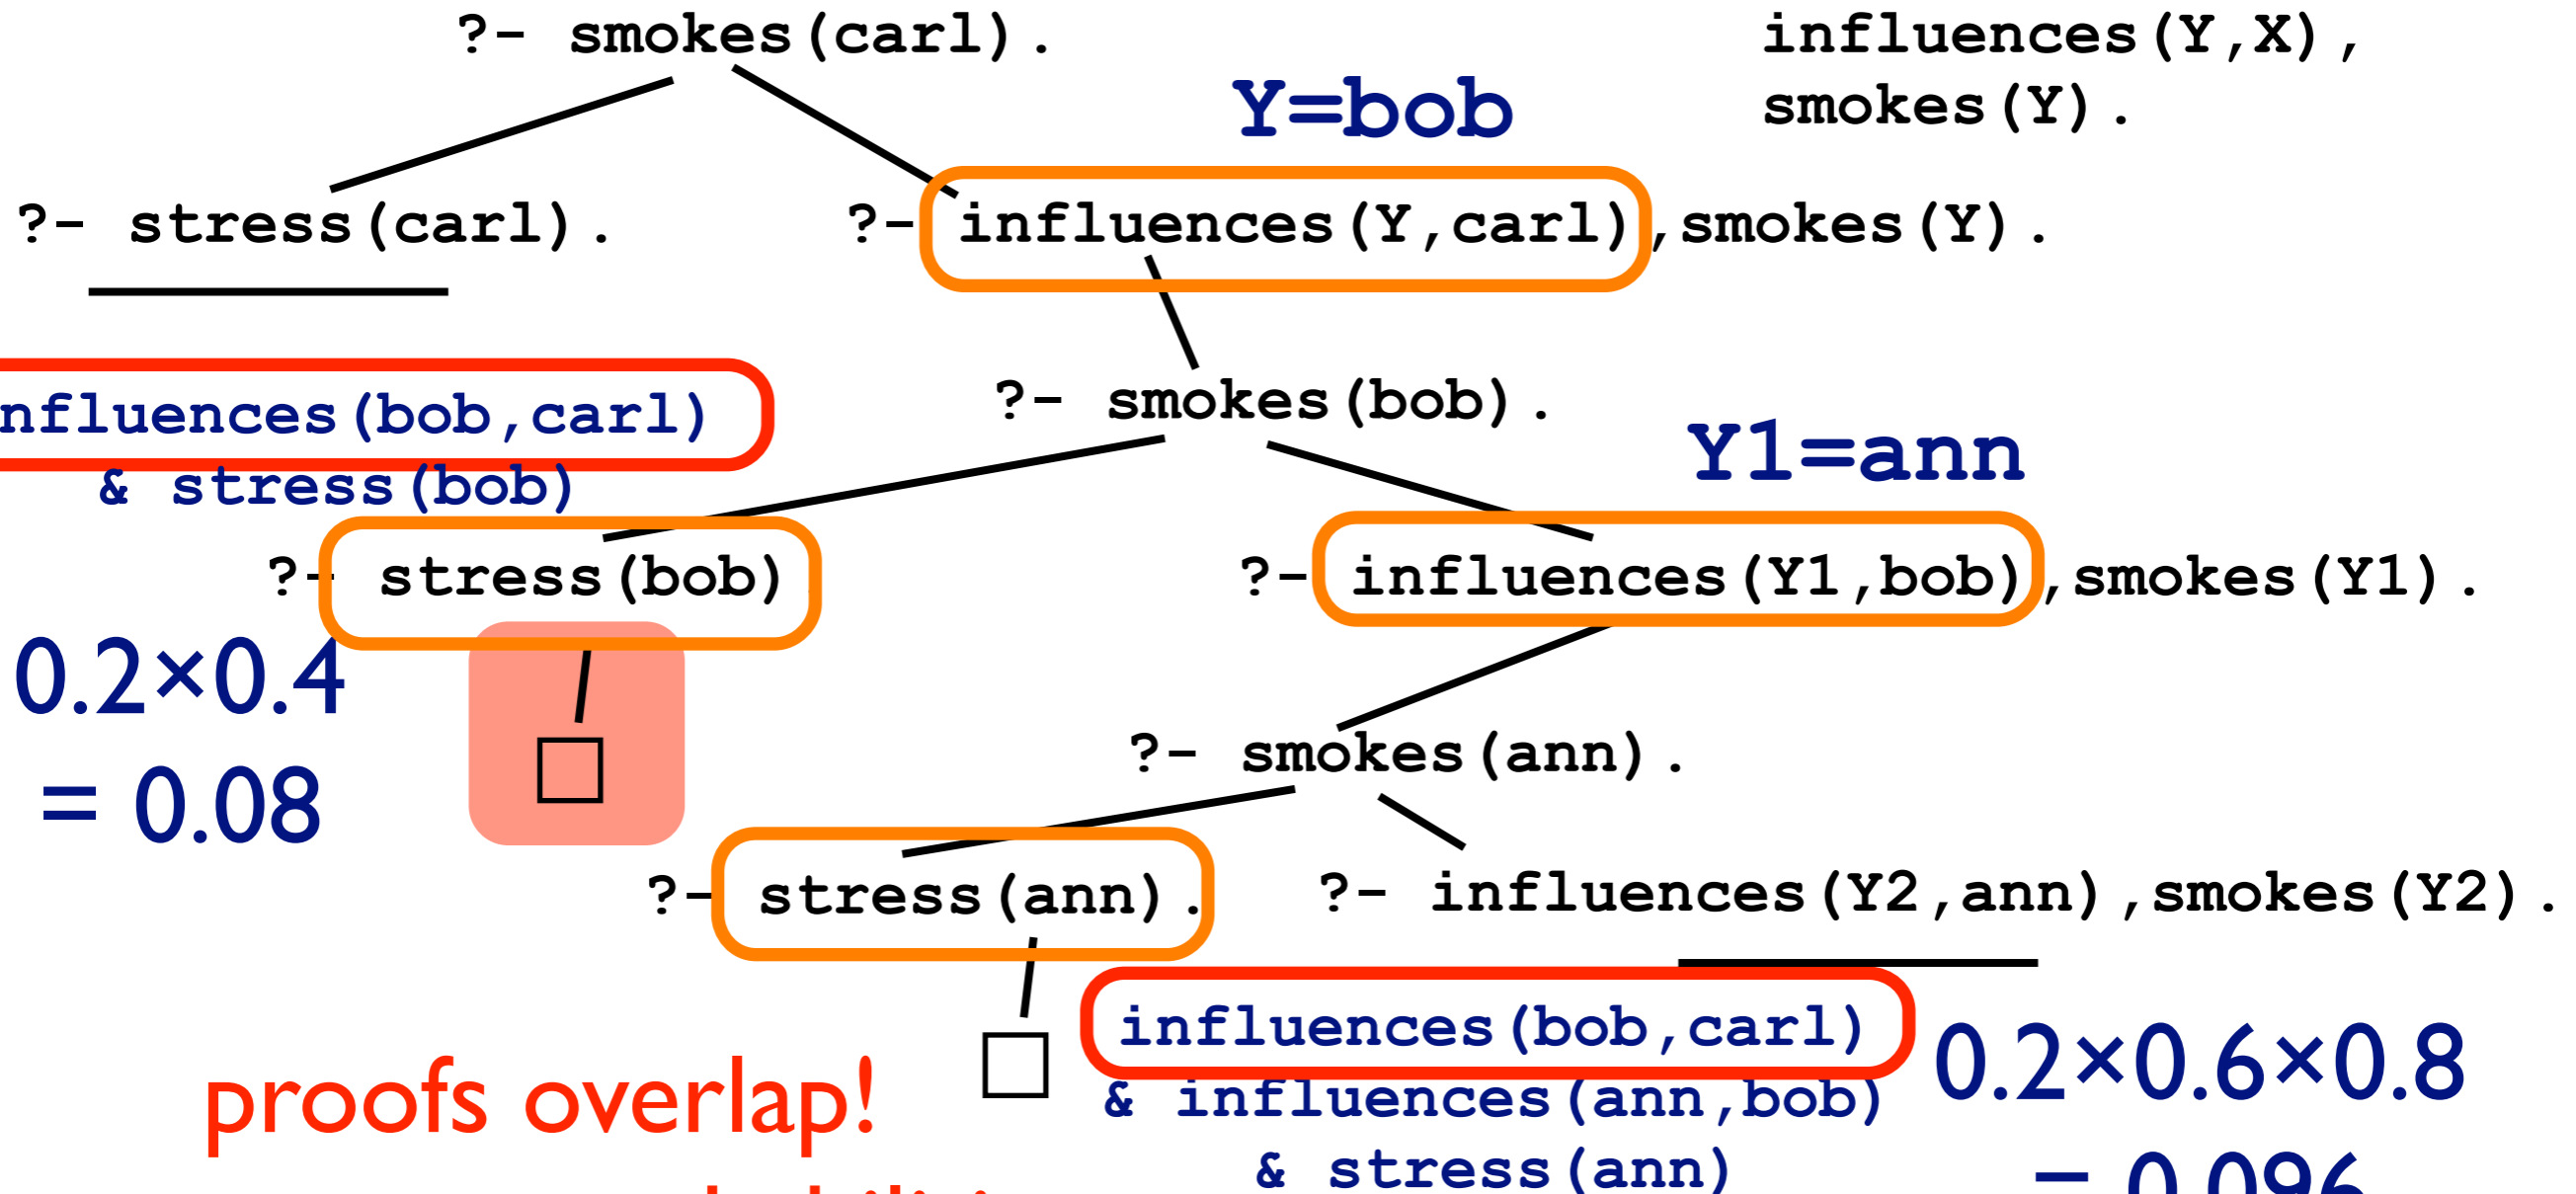 ?- smokes(carl).
influences(Y,X),
smokes(Y).
Y=bob
?- stress(carl).
?- influences(Y,carl),smokes(Y).
nfluences(bob,carl)
& stress(bob)
?- smokes(bob).
Y1=ann
?- stress(bob)
?- influences(Y1,bob),smokes(Y1).
0.2×0.4
= 0.08
?- smokes(ann).
?- stress(ann).
?- influences(Y2,ann),smokes(Y2).
influences(bob,carl)
& influences(ann,bob)
& stress(ann)
0.2×0.6×0.8
= 0.096
proofs overlap!